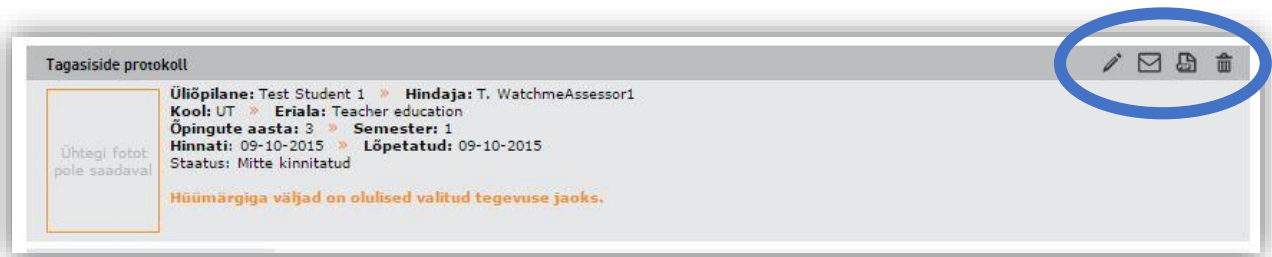 Tagasiside protokoll
Ühtegi fotot
pole saadaval
Üliõpilane: Test Student 1 » Hindaja: T. WatchmeAssessor1
Kool: UT » Eriala: Teacher education
Õpingute aasta: 3 » Semester: 1
Hinnati: 09-10-2015 » Lõpetatud: 09-10-2015
Staatus: Mitte kinnitatud
Hüümärgiga väljad on olulised valitud tegevuse jaoks.